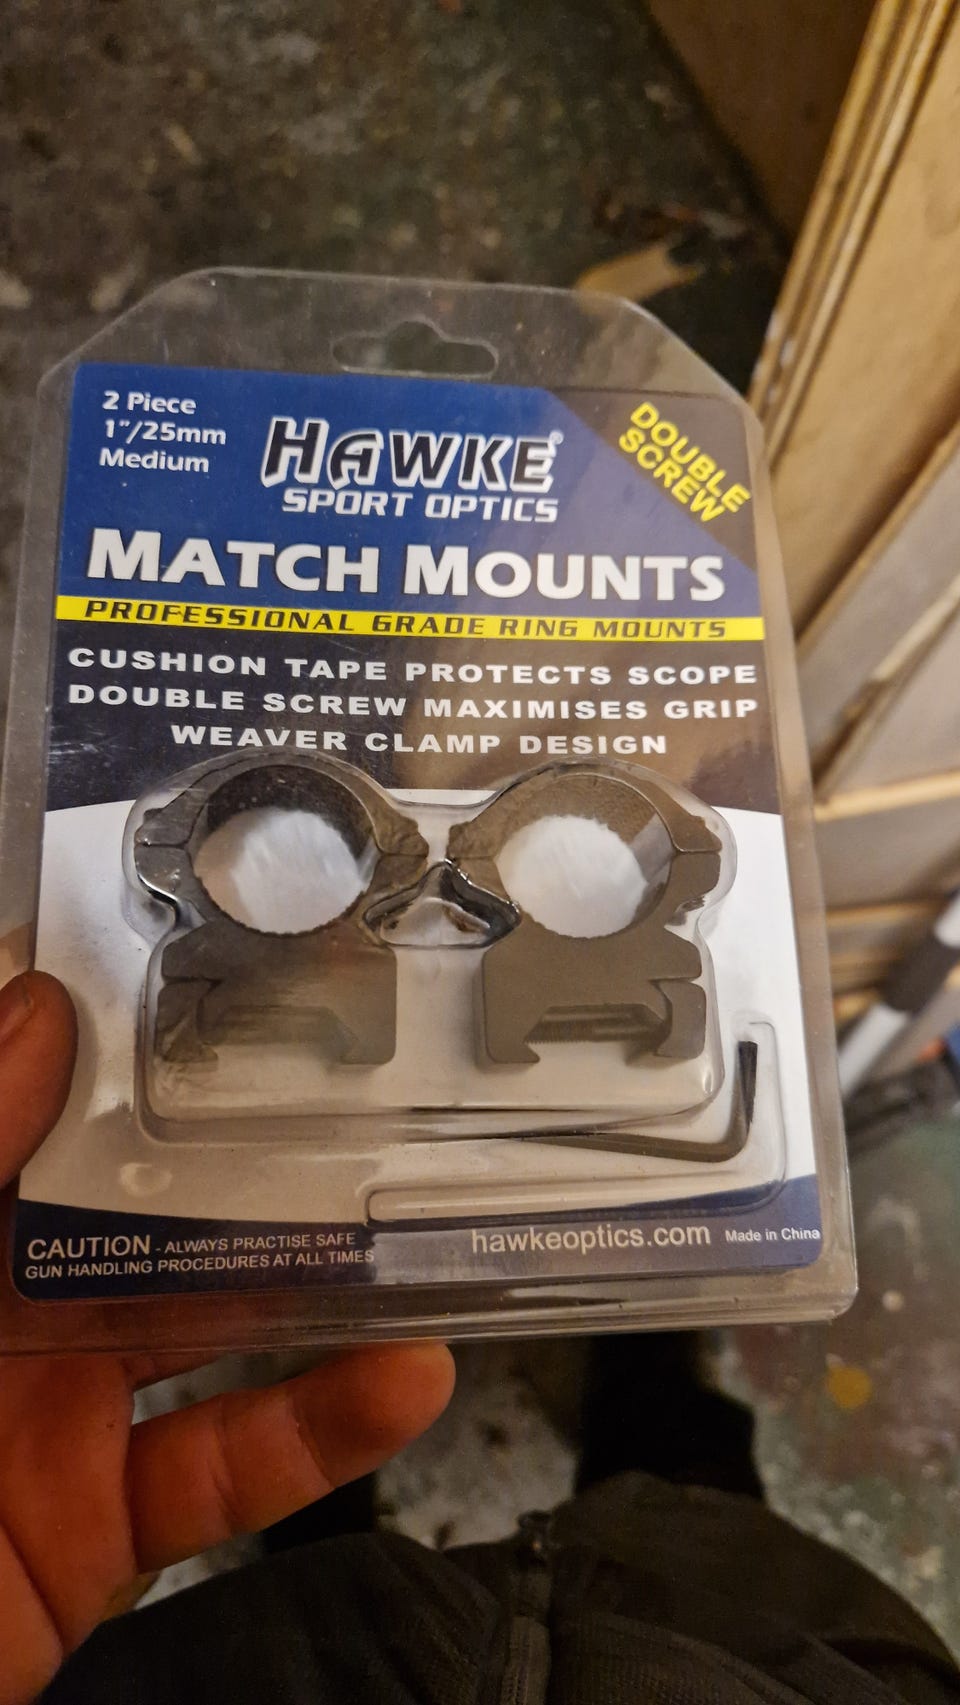 2 Piece
1"/25mm
Medium
HAWKE®
SPORT OPTICS
DOUBLE
SCREW
MATCH MOUNTS
PROFESSIONAL GRADE RING MOUNTS
CUSHION TAPE PROTECTS SCOPE
DOUBLE SCREW MAXIMISES GRIP
WEAVER CLAMP DESIGN
CAUTION - ALWAYS PRACTISE SAFE
GUN HANDLING PROCEDURES AT ALL TIMES
hawkeoptics.com
Made in China